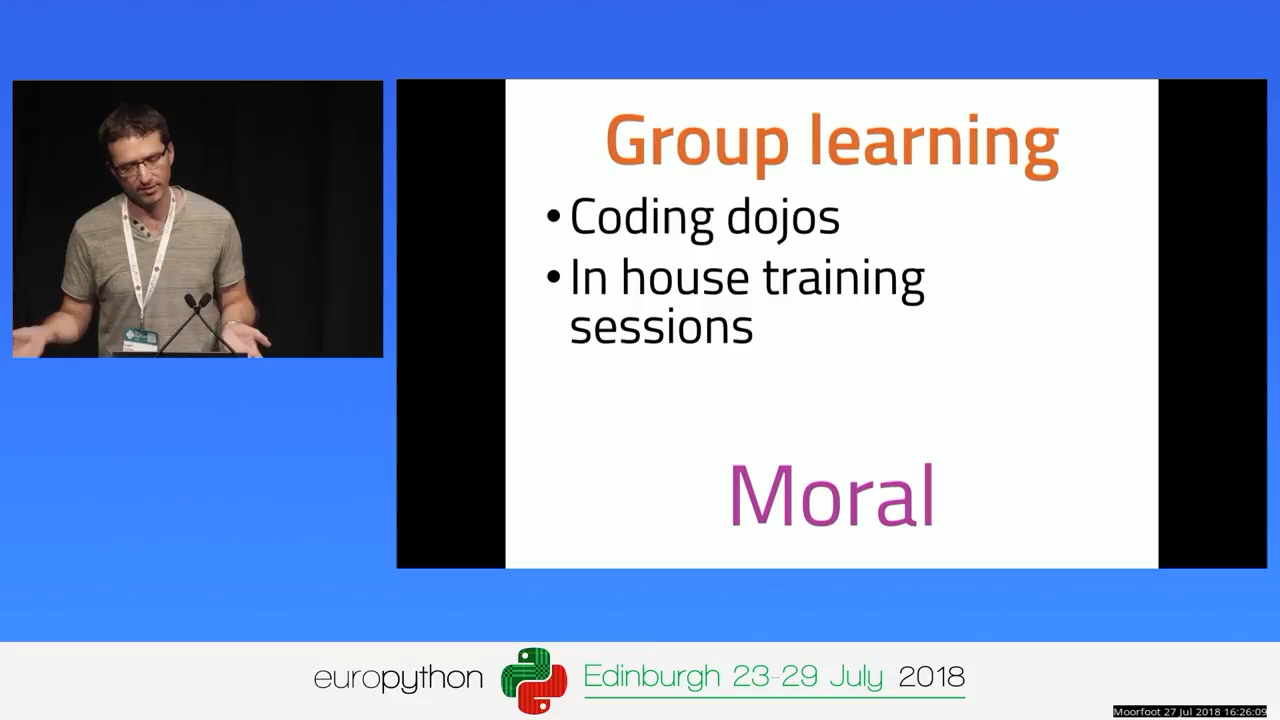 Group learning
• Coding dojos
• In house training
sessions
Moral
europython
Edinburgh 23-29 July 2018
Moorfoot 27 Jul 2018 16:26:09